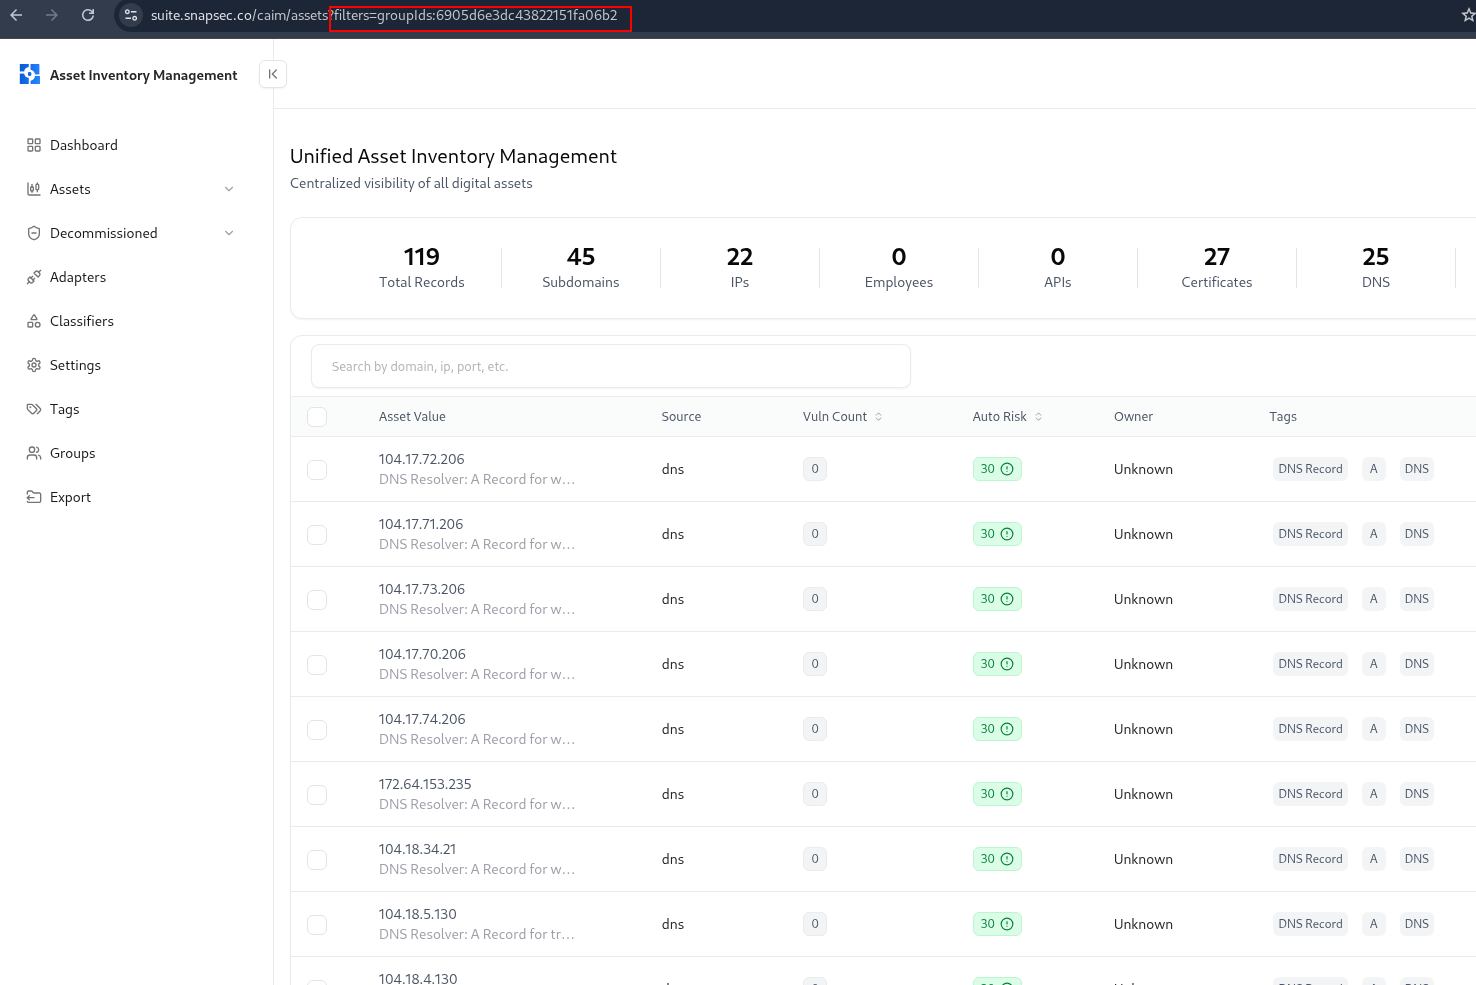 suite.snapsec.co/caim/assets?filters=groupIds:6905d6e3dc43822151fa06b2
Asset Inventory Management
Dashboard
Assets
Decommissioned
Adapters
Classifiers
Settings
Tags
Groups
Export
Unified Asset Inventory Management
Centralized visibility of all digital assets
119 45 22 0 0 27 25
Total Records Subdomains IPs Employees APIs Certificates DNS
Search by domain, ip, port, etc.
Asset Value Source Vuln Count Auto Risk Owner Tags
104.17.72.206
DNS Resolver: A Record for w...
dns 0 30 Unknown DNS Record A DNS
104.17.71.206
DNS Resolver: A Record for w...
dns 0 30 Unknown DNS Record A DNS
104.17.73.206
DNS Resolver: A Record for w...
dns 0 30 Unknown DNS Record A DNS
104.17.70.206
DNS Resolver: A Record for w...
dns 0 30 Unknown DNS Record A DNS
104.17.74.206
DNS Resolver: A Record for w...
dns 0 30 Unknown DNS Record A DNS
172.64.153.235
DNS Resolver: A Record for w...
dns 0 30 Unknown DNS Record A DNS
104.18.34.21
DNS Resolver: A Record for w...
dns 0 30 Unknown DNS Record A DNS
104.18.5.130
DNS Resolver: A Record for tr...
dns 0 30 Unknown DNS Record A DNS
104.18.4.130